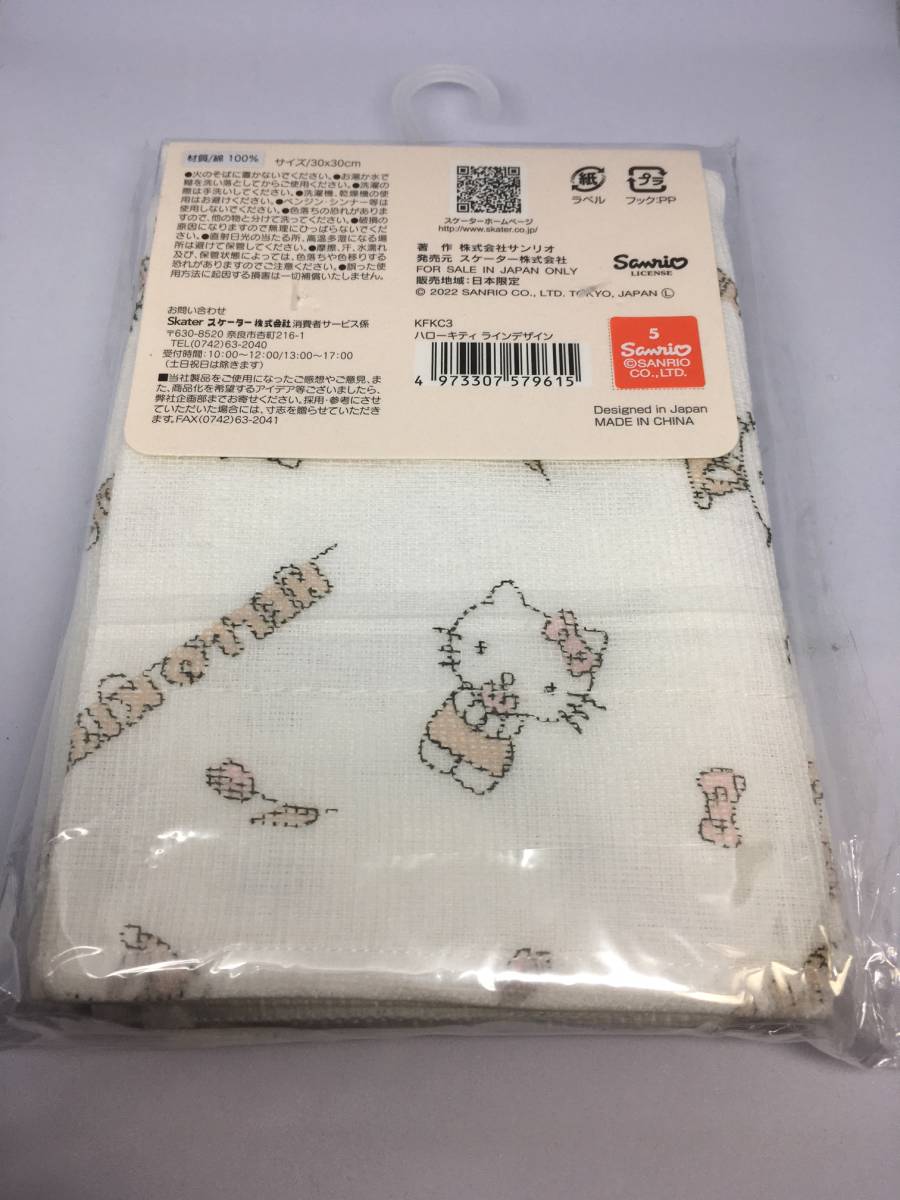 材質/綿 100% サイズ/30x30cm
●火のそばに置かないでください。●お湯か水で
糊を洗い落としてからご使用ください。●洗濯の
際は手洗いしてください。●洗濯機、乾燥機の使
用はお避けください。●ベンジン・シンナー等は
使用しないでください。●色落ちの恐れがありま
すので、他の物と分けて洗ってください。●破損の
原因になりますので無理にひっぱらないでくださ
い。●直射日光の当たる所、高温多湿になる場
所は避けて保管してください。●摩擦、汗、水濡れ
及び、保管状態によっては、色落ちや色移りする
恐れがありますのでご注意ください。●誤った使
用方法に起因する損害は一切補償いたしません。
お問い合わせ
Skater スケーター株式会社 消費者サービス係
〒630-8520 奈良市杏町216-1
TEL(0742)63-2040
受付時間:10:00〜12:00/13:00〜17:00
(土日祝日は除きます)
■当社製品をご使用になったご感想やご意見、ま
た、商品化を希望するアイデア等ございましたら、
弊社企画部までお寄せください。採用・参考にさせ
ていただいた場合には、寸志を贈らせていただき
ます。FAX(0742)63-2041
スケーターホームページ
http://www.skater.co.jp/
紙
ラベル
プラ
フック:PP
著 作 株式会社サンリオ
発売元 スケーター株式会社
FOR SALE IN JAPAN ONLY
販売地域:日本限定
© 2022 SANRIO CO., LTD. TOKYO, JAPAN Ⓛ
Sanrio
LICENSE
KFKC3
ハローキティ ラインデザイン
4 973307 579615
5
Sanrio
©SANRIO
CO., LTD.
Designed in Japan
MADE IN CHINA